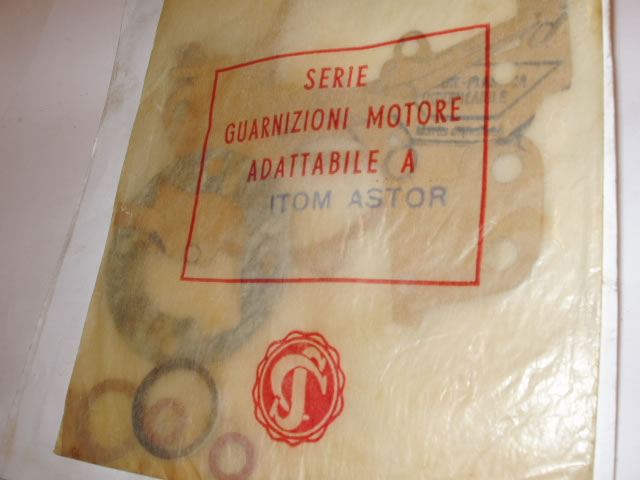 SERIE
GUARNIZIONI MOTORE
ADATTABILE A
ITOM ASTOR